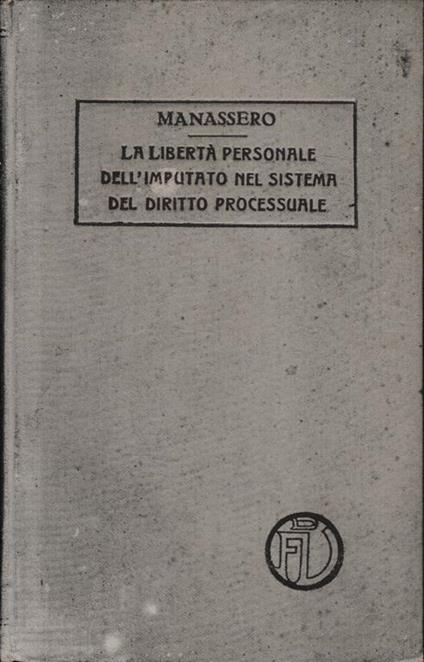 MANASSERO
LA LIBERTÀ PERSONALE
DELL'IMPUTATO NEL SISTEMA
DEL DIRITTO PROCESSUALE